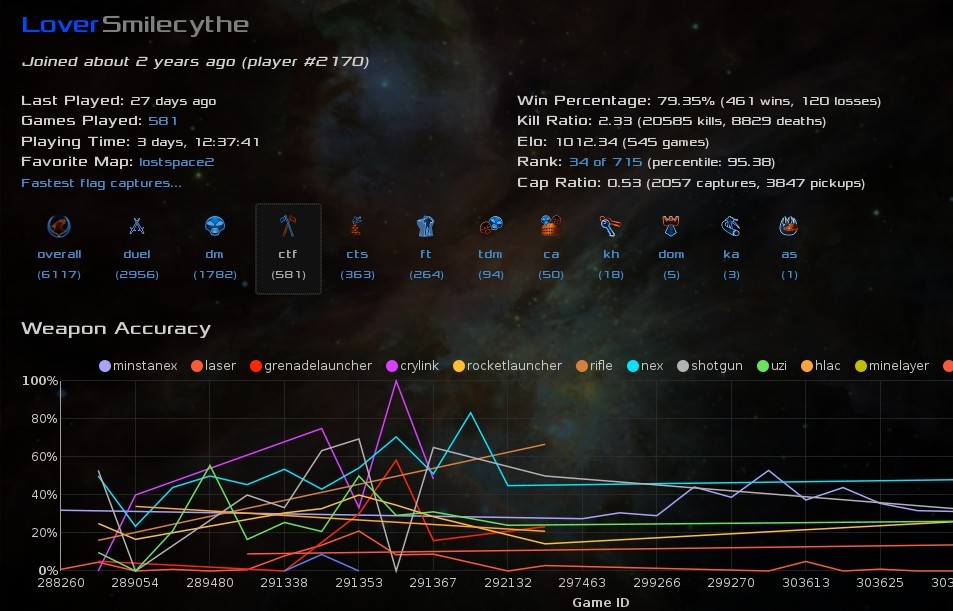 LoverSmilecythe
Joined about 2 years ago (player #2170)
Last Played: 27 days ago
Games Played: 581
Playing Time: 3 days, 12:37:41
Favorite Map: lostspace2
Fastest flag captures...
Win Percentage: 79.35% (461 wins, 120 losses)
Kill Ratio: 2.33 (20585 kills, 8829 deaths)
Elo: 1012.34 (545 games)
Rank: 34 of 715 (percentile: 95.38)
Cap Ratio: 0.53 (2057 captures, 3847 pickups)
overall duel dm ctf cts ft tdm ca kh dom ka as
(6117) (2956) (1782) (581) (363) (264) (94) (50) (18) (5) (3) (1)
Weapon Accuracy
minstanex laser grenadelauncher crylink rocketlauncher rifle nex shotgun uzi hlac minelayer
100%
80%
60%
40%
20%
0%
288260 289054 289480 291338 291353 291367 292132 297463 299266 299270 303613 306625 303
Game ID